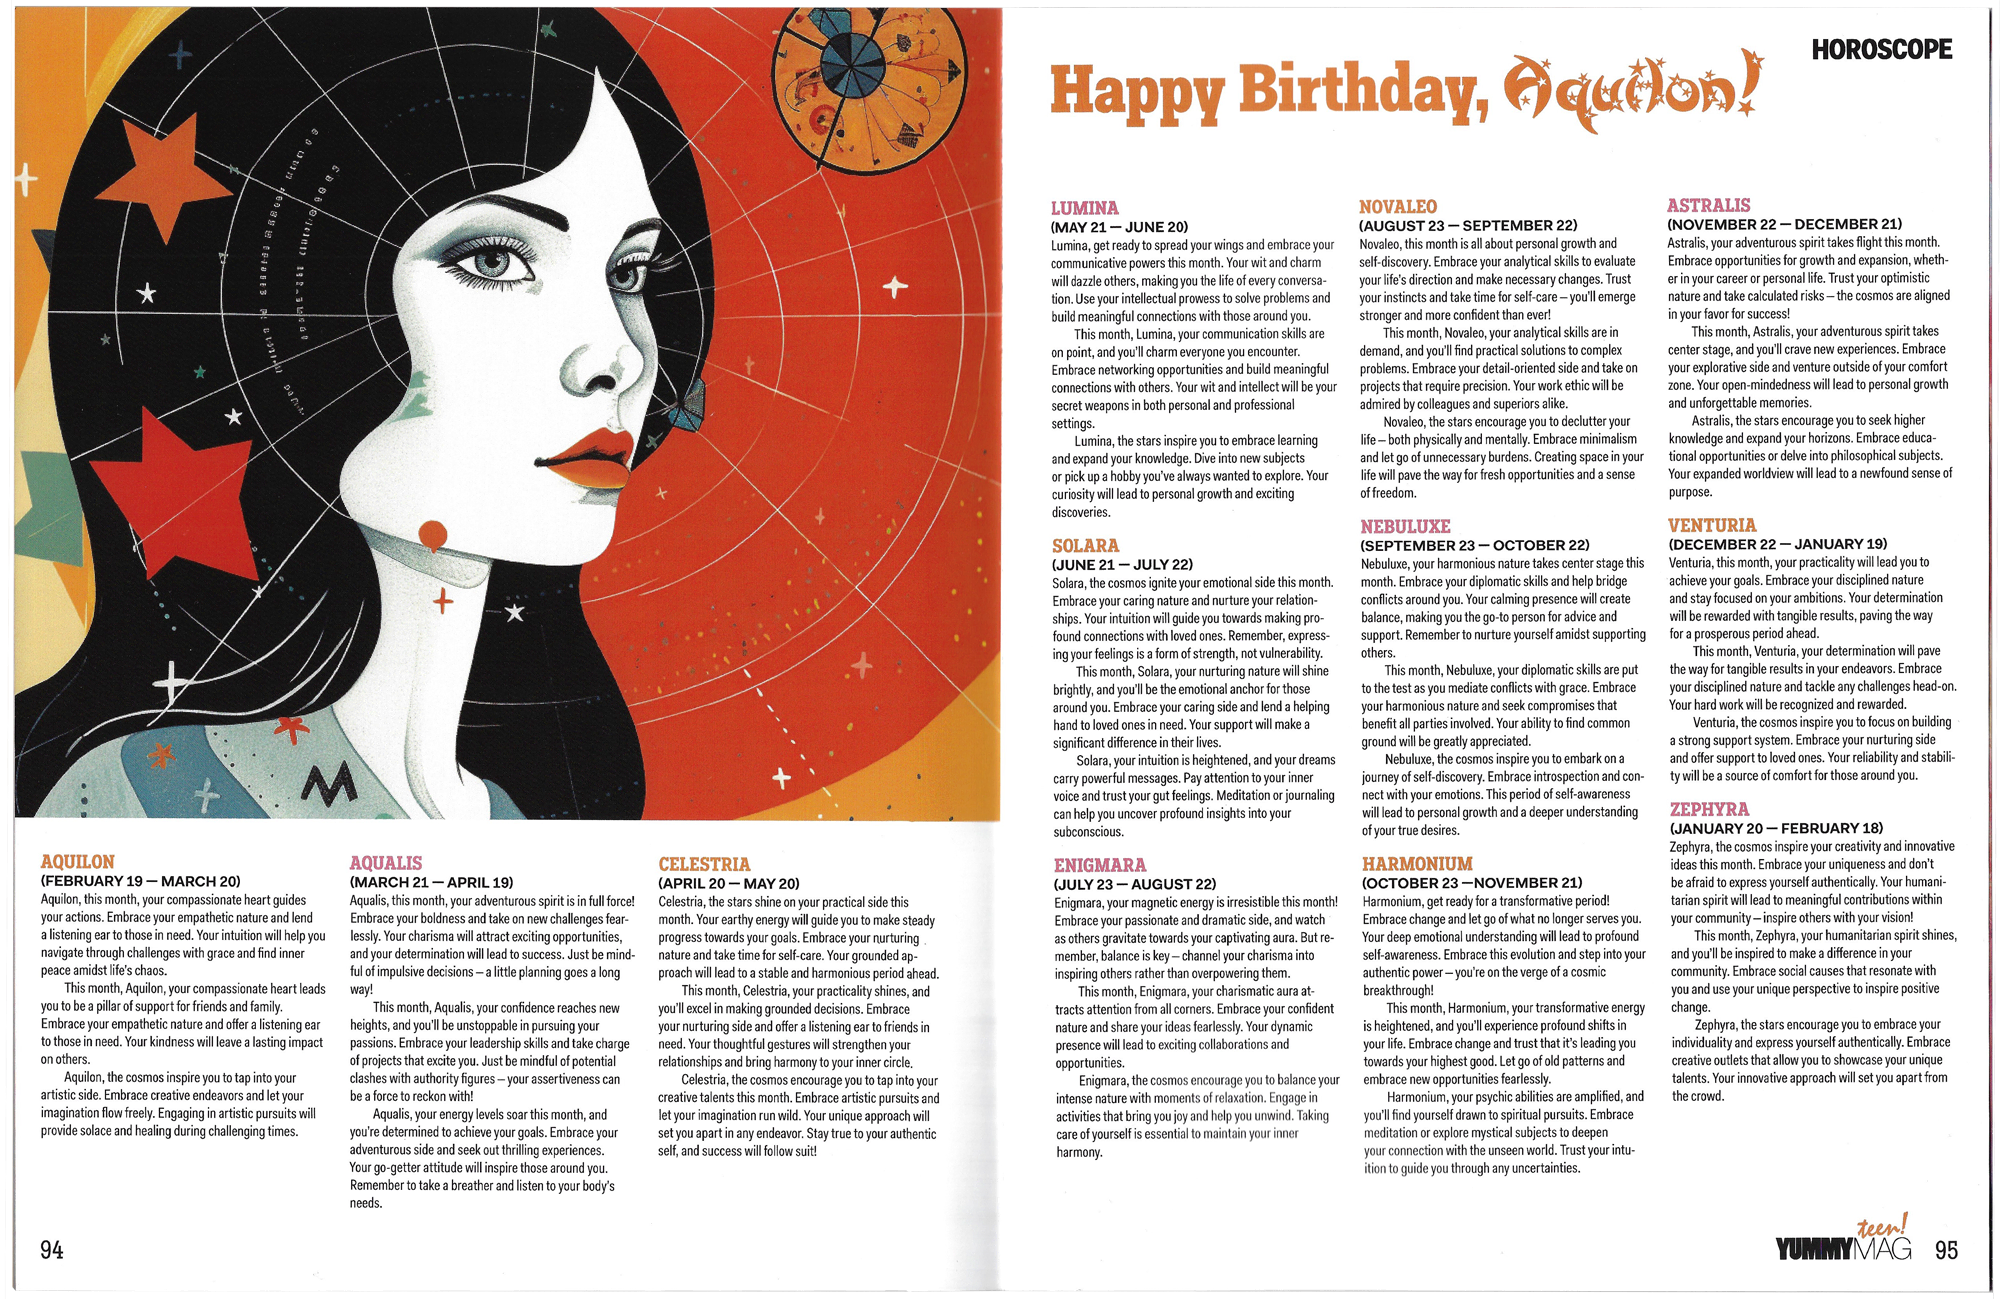 HOROSCOPE
Happy Birthday, Aquilon!
M
AQUILON
(FEBRUARY 19 — MARCH 20)
Aquilon, this month, your compassionate heart guides
your actions. Embrace your empathetic nature and lend
a listening ear to those in need. Your intuition will help you
navigate through challenges with grace and find inner
peace amidst life's chaos.
This month, Aquilon, your compassionate heart leads
you to be a pillar of support for friends and family.
Embrace your empathetic nature and offer a listening ear
to those in need. Your kindness will leave a lasting impact
on others.
Aquilon, the cosmos inspire you to tap into your
artistic side. Embrace creative endeavors and let your
imagination flow freely. Engaging in artistic pursuits will
provide solace and healing during challenging times.
AQUALIS
(MARCH 21 — APRIL 19)
Aqualis, this month, your adventurous spirit is in full force!
Embrace your boldness and take on new challenges fear-
lessly. Your charisma will attract exciting opportunities,
and your determination will lead to success. Just be mind-
ful of impulsive decisions – a little planning goes a long
way!
This month, Aqualis, your confidence reaches new
heights, and you'll be unstoppable in pursuing your
passions. Embrace your leadership skills and take charge
of projects that excite you. Just be mindful of potential
clashes with authority figures – your assertiveness can
be a force to reckon with!
Aqualis, your energy levels soar this month, and
you're determined to achieve your goals. Embrace your
adventurous side and seek out thrilling experiences.
Your go-getter attitude will inspire those around you.
Remember to take a breather and listen to your body's
needs.
CELESTRIA
(APRIL 20 — MAY 20)
Celestria, the stars shine on your practical side this
month. Your earthy energy will guide you to make steady
progress towards your goals. Embrace your nurturing
nature and take time for self-care. Your grounded ap-
proach will lead to a stable and harmonious period ahead.
This month, Celestria, your practicality shines, and
you'll excel in making grounded decisions. Embrace
your nurturing side and offer a listening ear to friends in
need. Your thoughtful gestures will strengthen your
relationships and bring harmony to your inner circle.
Celestria, the cosmos encourage you to tap into your
creative talents this month. Embrace artistic pursuits and
let your imagination run wild. Your unique approach will
set you apart in any endeavor. Stay true to your authentic
self, and success will follow suit!
94
LUMINA
(MAY 21 — JUNE 20)
Lumina, get ready to spread your wings and embrace your
communicative powers this month. Your wit and charm
will dazzle others, making you the life of every conversa-
tion. Use your intellectual prowess to solve problems and
build meaningful connections with those around you.
This month, Lumina, your communication skills are
on point, and you'll charm everyone you encounter.
Embrace networking opportunities and build meaningful
connections with others. Your wit and intellect will be your
secret weapons in both personal and professional
settings.
Lumina, the stars inspire you to embrace learning
and expand your knowledge. Dive into new subjects
or pick up a hobby you've always wanted to explore. Your
curiosity will lead to personal growth and exciting
discoveries.
SOLARA
(JUNE 21 — JULY 22)
Solara, the cosmos ignite your emotional side this month.
Embrace your caring nature and nurture your relation-
ships. Your intuition will guide you towards making pro-
found connections with loved ones. Remember, express-
ing your feelings is a form of strength, not vulnerability.
This month, Solara, your nurturing nature will shine
brightly, and you'll be the emotional anchor for those
around you. Embrace your caring side and lend a helping
hand to loved ones in need. Your support will make a
significant difference in their lives.
Solara, your intuition is heightened, and your dreams
carry powerful messages. Pay attention to your inner
voice and trust your gut feelings. Meditation or journaling
can help you uncover profound insights into your
subconscious.
ENIGMARA
(JULY 23 — AUGUST 22)
Enigmara, your magnetic energy is irresistible this month!
Embrace your passionate and dramatic side, and watch
as others gravitate towards your captivating aura. But re-
member, balance is key – channel your charisma into
inspiring others rather than overpowering them.
This month, Enigmara, your charismatic aura at-
tracts attention from all corners. Embrace your confident
nature and share your ideas fearlessly. Your dynamic
presence will lead to exciting collaborations and
opportunities.
Enigmara, the cosmos encourage you to balance your
intense nature with moments of relaxation. Engage in
activities that bring you joy and help you unwind. Taking
care of yourself is essential to maintain your inner
harmony.
NOVALEO
(AUGUST 23 — SEPTEMBER 22)
Novaleo, this month is all about personal growth and
self-discovery. Embrace your analytical skills to evaluate
your life's direction and make necessary changes. Trust
your instincts and take time for self-care – you'll emerge
stronger and more confident than ever!
This month, Novaleo, your analytical skills are in
demand, and you'll find practical solutions to complex
problems. Embrace your detail-oriented side and take on
projects that require precision. Your work ethic will be
admired by colleagues and superiors alike.
Novaleo, the stars encourage you to declutter your
life – both physically and mentally. Embrace minimalism
and let go of unnecessary burdens. Creating space in your
life will pave the way for fresh opportunities and a sense
of freedom.
NEBULUXE
(SEPTEMBER 23 — OCTOBER 22)
Nebuluxe, your harmonious nature takes center stage this
month. Embrace your diplomatic skills and help bridge
conflicts around you. Your calming presence will create
balance, making you the go-to person for advice and
support. Remember to nurture yourself amidst supporting
others.
This month, Nebuluxe, your diplomatic skills are put
to the test as you mediate conflicts with grace. Embrace
your harmonious nature and seek compromises that
benefit all parties involved. Your ability to find common
ground will be greatly appreciated.
Nebuluxe, the cosmos inspire you to embark on a
journey of self-discovery. Embrace introspection and con-
nect with your emotions. This period of self-awareness
will lead to personal growth and a deeper understanding
of your true desires.
HARMONIUM
(OCTOBER 23 —NOVEMBER 21)
Harmonium, get ready for a transformative period!
Embrace change and let go of what no longer serves you.
Your deep emotional understanding will lead to profound
self-awareness. Embrace this evolution and step into your
authentic power – you're on the verge of a cosmic
breakthrough!
This month, Harmonium, your transformative energy
is heightened, and you'll experience profound shifts in
your life. Embrace change and trust that it's leading you
towards your highest good. Let go of old patterns and
embrace new opportunities fearlessly.
Harmonium, your psychic abilities are amplified, and
you'll find yourself drawn to spiritual pursuits. Embrace
meditation or explore mystical subjects to deepen
your connection with the unseen world. Trust your intu-
ition to guide you through any uncertainties.
ASTRALIS
(NOVEMBER 22 — DECEMBER 21)
Astralis, your adventurous spirit takes flight this month.
Embrace opportunities for growth and expansion, wheth-
er in your career or personal life. Trust your optimistic
nature and take calculated risks – the cosmos are aligned
in your favor for success!
This month, Astralis, your adventurous spirit takes
center stage, and you'll crave new experiences. Embrace
your explorative side and venture outside of your comfort
zone. Your open-mindedness will lead to personal growth
and unforgettable memories.
Astralis, the stars encourage you to seek higher
knowledge and expand your horizons. Embrace educa-
tional opportunities or delve into philosophical subjects.
Your expanded worldview will lead to a newfound sense of
purpose.
VENTURIA
(DECEMBER 22 — JANUARY 19)
Venturia, this month, your practicality will lead you to
achieve your goals. Embrace your disciplined nature
and stay focused on your ambitions. Your determination
will be rewarded with tangible results, paving the way
for a prosperous period ahead.
This month, Venturia, your determination will pave
the way for tangible results in your endeavors. Embrace
your disciplined nature and tackle any challenges head-on.
Your hard work will be recognized and rewarded.
Venturia, the cosmos inspire you to focus on building
a strong support system. Embrace your nurturing side
and offer support to loved ones. Your reliability and stabili-
ty will be a source of comfort for those around you.
ZEPHYRA
(JANUARY 20 — FEBRUARY 18)
Zephyra, the cosmos inspire your creativity and innovative
ideas this month. Embrace your uniqueness and don't
be afraid to express yourself authentically. Your humani-
tarian spirit will lead to meaningful contributions within
your community – inspire others with your vision!
This month, Zephyra, your humanitarian spirit shines,
and you'll be inspired to make a difference in your
community. Embrace social causes that resonate with
you and use your unique perspective to inspire positive
change.
Zephyra, the stars encourage you to embrace your
individuality and express yourself authentically. Embrace
creative outlets that allow you to showcase your unique
talents. Your innovative approach will set you apart from
the crowd.
teen!
YUMMYMAG 95